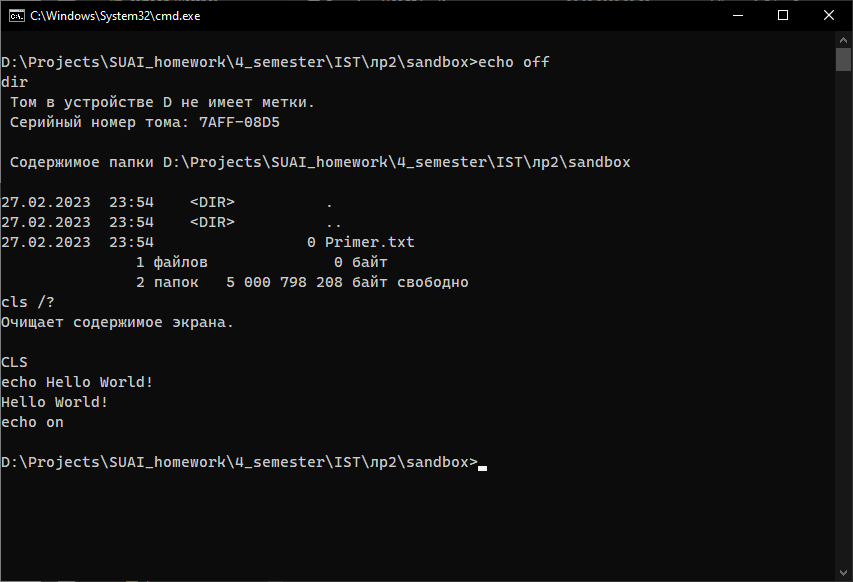 C:\Windows\System32\cmd.exe
D:\Projects\SUAI_homework\4_semester\IST\лр2\sandbox>echo off
dir
Том в устройстве D не имеет метки.
Серийный номер тома: 7AFF-08D5
Содержимое папки D:\Projects\SUAI_homework\4_semester\IST\лр2\sandbox
27.02.2023  23:54    <DIR>          .
27.02.2023  23:54    <DIR>          ..
27.02.2023  23:54                 0 Primer.txt
               1 файлов              0 байт
               2 папок   5 000 798 208 байт свободно
cls /?
Очищает содержимое экрана.
CLS
echo Hello World!
Hello World!
echo on
D:\Projects\SUAI_homework\4_semester\IST\лр2\sandbox>